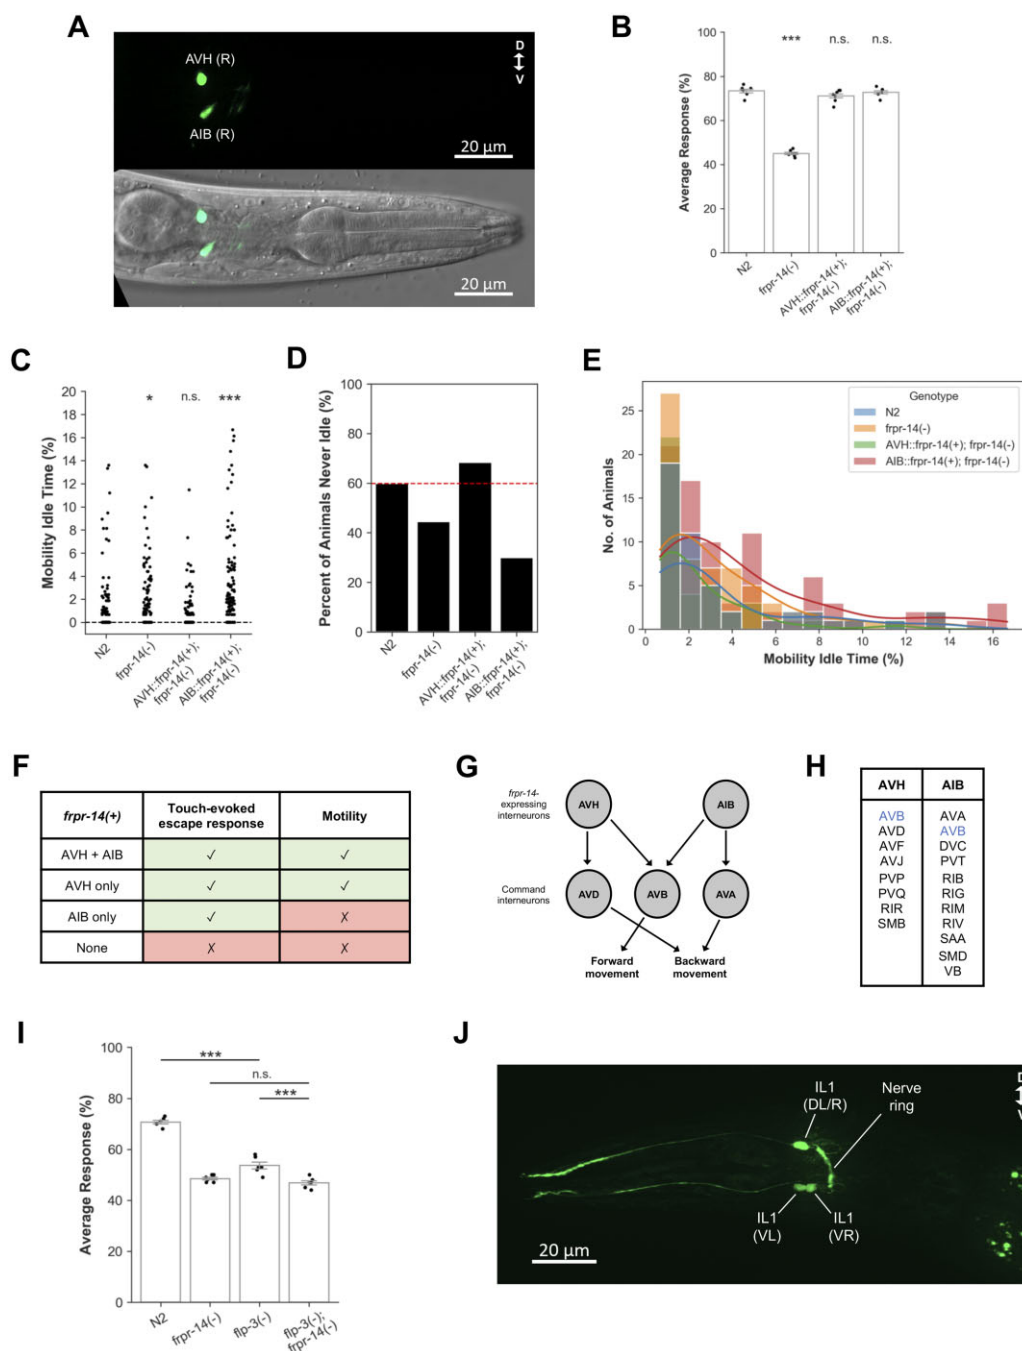 A
AVH (R)
AIB (R)
D
V
20 µm
20 µm
B
Average Response (%)
100
80
60
40
20
0
***
n.s.
n.s.
N2
frpr-14(-)
AVH::frpr-14(+);
frpr-14(-)
AIB::frpr-14(+);
frpr-14(-)
C
Mobility Idle Time (%)
20
18
16
14
12
10
8
6
4
2
0
*
n.s.
***
N2
frpr-14(-)
AVH::frpr-14(+);
frpr-14(-)
AIB::frpr-14(+);
frpr-14(-)
D
Percent of Animals Never Idle (%)
100
80
60
40
20
0
N2
frpr-14(-)
AVH::frpr-14(+);
frpr-14(-)
AIB::frpr-14(+);
frpr-14(-)
E
No. of Animals
25
20
15
10
5
0
Genotype
N2
frpr-14(-)
AVH::frpr-14(+); frpr-14(-)
AIB::frpr-14(+); frpr-14(-)
0 2 4 6 8 10 12 14 16
Mobility Idle Time (%)
F
frpr-14(+) Touch-evoked escape response Motility
AVH + AIB ✓ ✓
AVH only ✓ ✓
AIB only ✓ ✗
None ✗ ✗
G
frpr-14-
expressing
interneurons
AVH
AIB
Command
interneurons
AVD
AVB
AVA
Forward
movement
Backward
movement
H
AVH AIB
AVB AVA
AVD AVB
AVF DVC
AVJ PVT
PVP RIB
PVQ RIG
RIR RIM
SMB RIV
SAA
SMD
VB
I
Average Response (%)
100
80
60
40
20
0
***
n.s.
***
N2
frpr-14(-)
flp-3(-)
flp-3(-);
frpr-14(-)
J
IL1
(DL/R)
Nerve
ring
D
V
IL1
(VL)
IL1
(VR)
20 µm